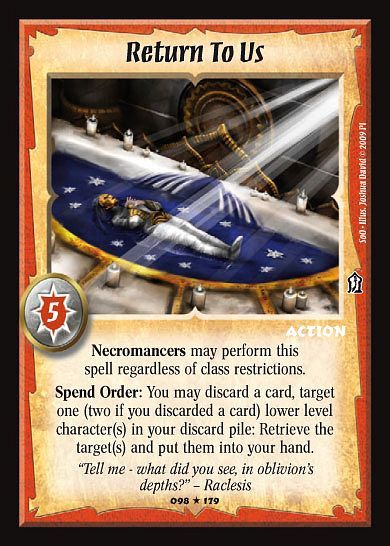 Return To Us
SoO - Illus. Joshua David © 2009 PI
5
ACTION
Necromancers may perform this
spell regardless of class restrictions.
Spend Order: You may discard a card, target
one (two if you discarded a card) lower level
character(s) in your discard pile: Retrieve the
target(s) and put them into your hand.
"Tell me - what did you see, in oblivion's
depths?" – Raclesis
098 ★ 179